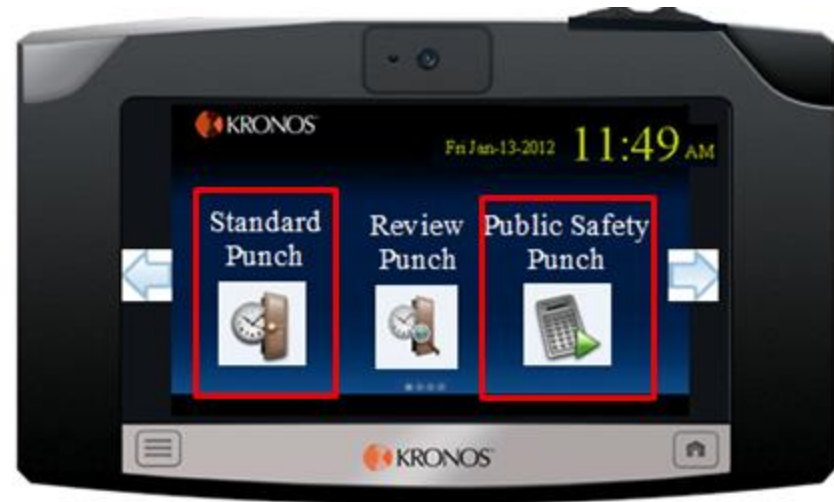 KRONOS
Fri Jan-13-2012 11:49 AM
Standard
Punch
Review
Punch
Public Safety
Punch
KRONOS